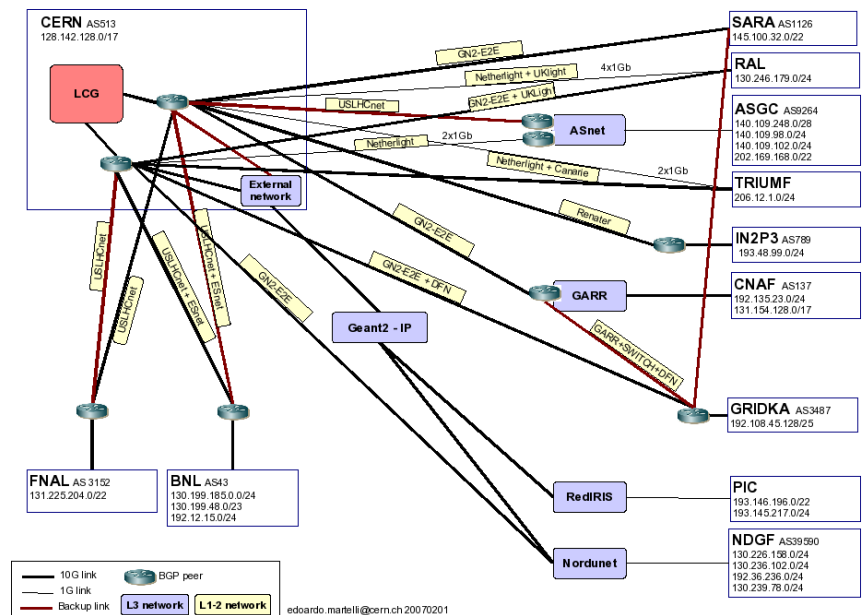 CERN AS513
128.142.128.0/17
LCG
External
network
SARA AS1126
145.100.32.0/22
RAL
130.246.179.0/24
ASGC AS9264
140.109.248.0/28
140.109.98.0/24
140.109.102.0/24
202.169.168.0/22
TRIUMF
206.12.1.0/24
IN2P3 AS789
193.48.99.0/24
CNAF AS137
192.135.23.0/24
131.154.128.0/17
GRIDKA AS3487
192.108.45.128/25
PIC
193.146.196.0/22
193.145.217.0/24
NDGF AS39590
130.226.158.0/24
130.236.102.0/24
192.36.236.0/24
130.239.78.0/24
GN2-E2E
Netherlight + UKlight
4x1Gb
GN2-E2E + UKLigh
USLHCnet
ASnet
Netherlight
2x1Gb
Netherlight + Canarie
2x1Gb
Renater
GN2-E2E
GARR
GN2-E2E + DFN
GARR+SWITCH+DFN
GN2-E2E
Geant2 - IP
USLHCnet
USLHCnet
USLHCnet + ESnet
USLHCnet + ESnet
RedIRIS
Nordunet
FNAL AS 3152
131.225.204.0/22
BNL AS43
130.199.185.0.0/24
130.199.48.0/23
192.12.15.0/24
10G link
1G link
Backup link
BGP peer
L3 network
L1-2 network
edoardo.martelli@cern.ch 20070201